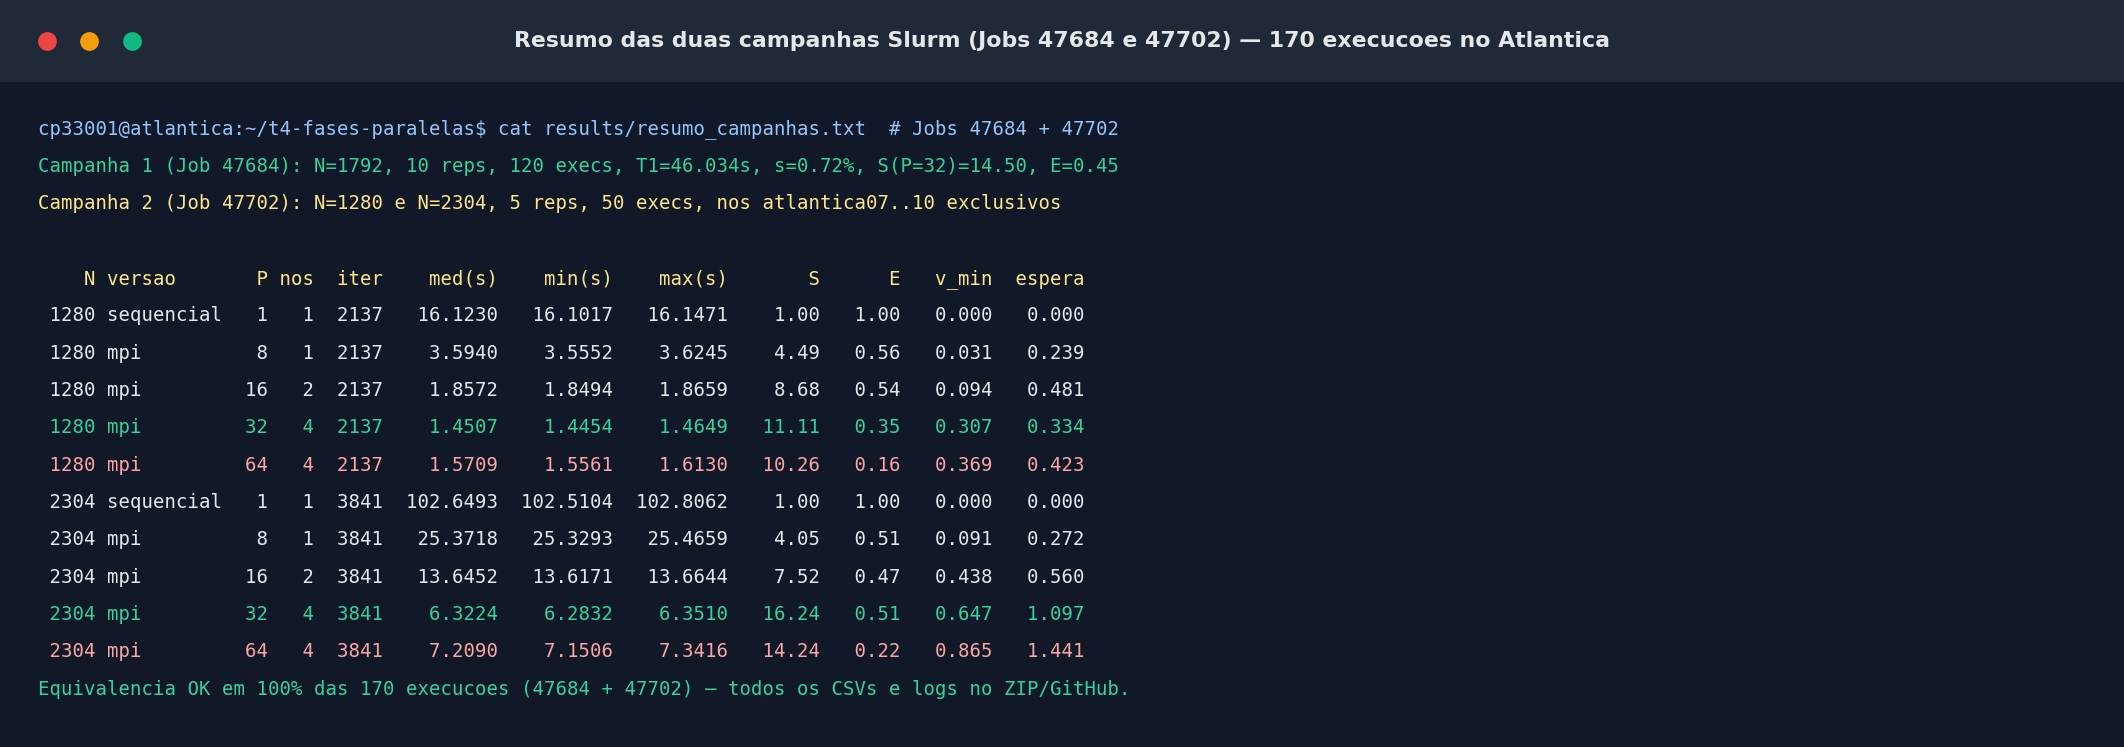 Resumo das duas campanhas Slurm (Jobs 47684 e 47702) — 170 execucoes no Atlantica
cp33001@atlantica:~/t4-fases-paralelas$ cat results/resumo_campanhas.txt  # Jobs 47684 + 47702
Campanha 1 (Job 47684): N=1792, 10 reps, 120 execs, T1=46.034s, s=0.72%, S(P=32)=14.50, E=0.45
Campanha 2 (Job 47702): N=1280 e N=2304, 5 reps, 50 execs, nos atlantica07..10 exclusivos
    N versao       P nos  iter    med(s)    min(s)    max(s)       S      E   v_min  espera
 1280 sequencial   1   1  2137   16.1230   16.1017   16.1471    1.00   1.00   0.000   0.000
 1280 mpi          8   1  2137    3.5940    3.5552    3.6245    4.49   0.56   0.031   0.239
 1280 mpi         16   2  2137    1.8572    1.8494    1.8659    8.68   0.54   0.094   0.481
 1280 mpi         32   4  2137    1.4507    1.4454    1.4649   11.11   0.35   0.307   0.334
 1280 mpi         64   4  2137    1.5709    1.5561    1.6130   10.26   0.16   0.369   0.423
 2304 sequencial   1   1  3841  102.6493  102.5104  102.8062    1.00   1.00   0.000   0.000
 2304 mpi          8   1  3841   25.3718   25.3293   25.4659    4.05   0.51   0.091   0.272
 2304 mpi         16   2  3841   13.6452   13.6171   13.6644    7.52   0.47   0.438   0.560
 2304 mpi         32   4  3841    6.3224    6.2832    6.3510   16.24   0.51   0.647   1.097
 2304 mpi         64   4  3841    7.2090    7.1506    7.3416   14.24   0.22   0.865   1.441
Equivalencia OK em 100% das 170 execucoes (47684 + 47702) — todos os CSVs e logs no ZIP/GitHub.